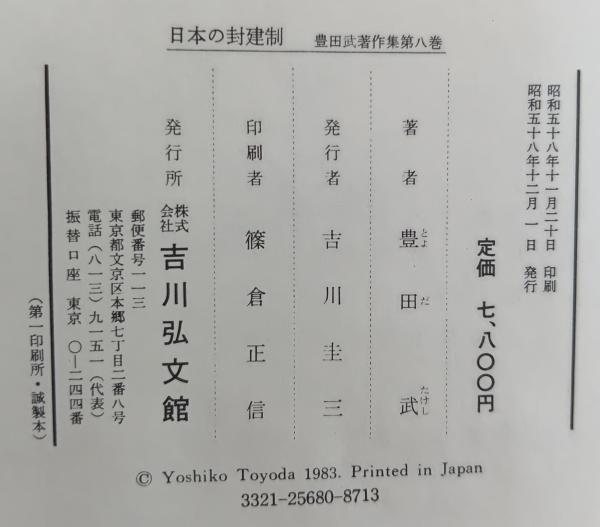 日本の封建制 豊田武著作集第八巻
昭和五十八年十一月二十日 印刷
昭和五十八年十二月一日 発行
定価 七、八〇〇円
著者 豊田武
とよだたけし
発行者 吉川圭三
印刷者 篠倉正信
発行所 株式会社 吉川弘文館
郵便番号一一三
東京都文京区本郷七丁目二番八号
電話(八一三)九一五一(代表)
振替口座 東京 〇―二四四番
(第一印刷所・誠製本)
© Yoshiko Toyoda 1983. Printed in Japan
3321-25680-8713